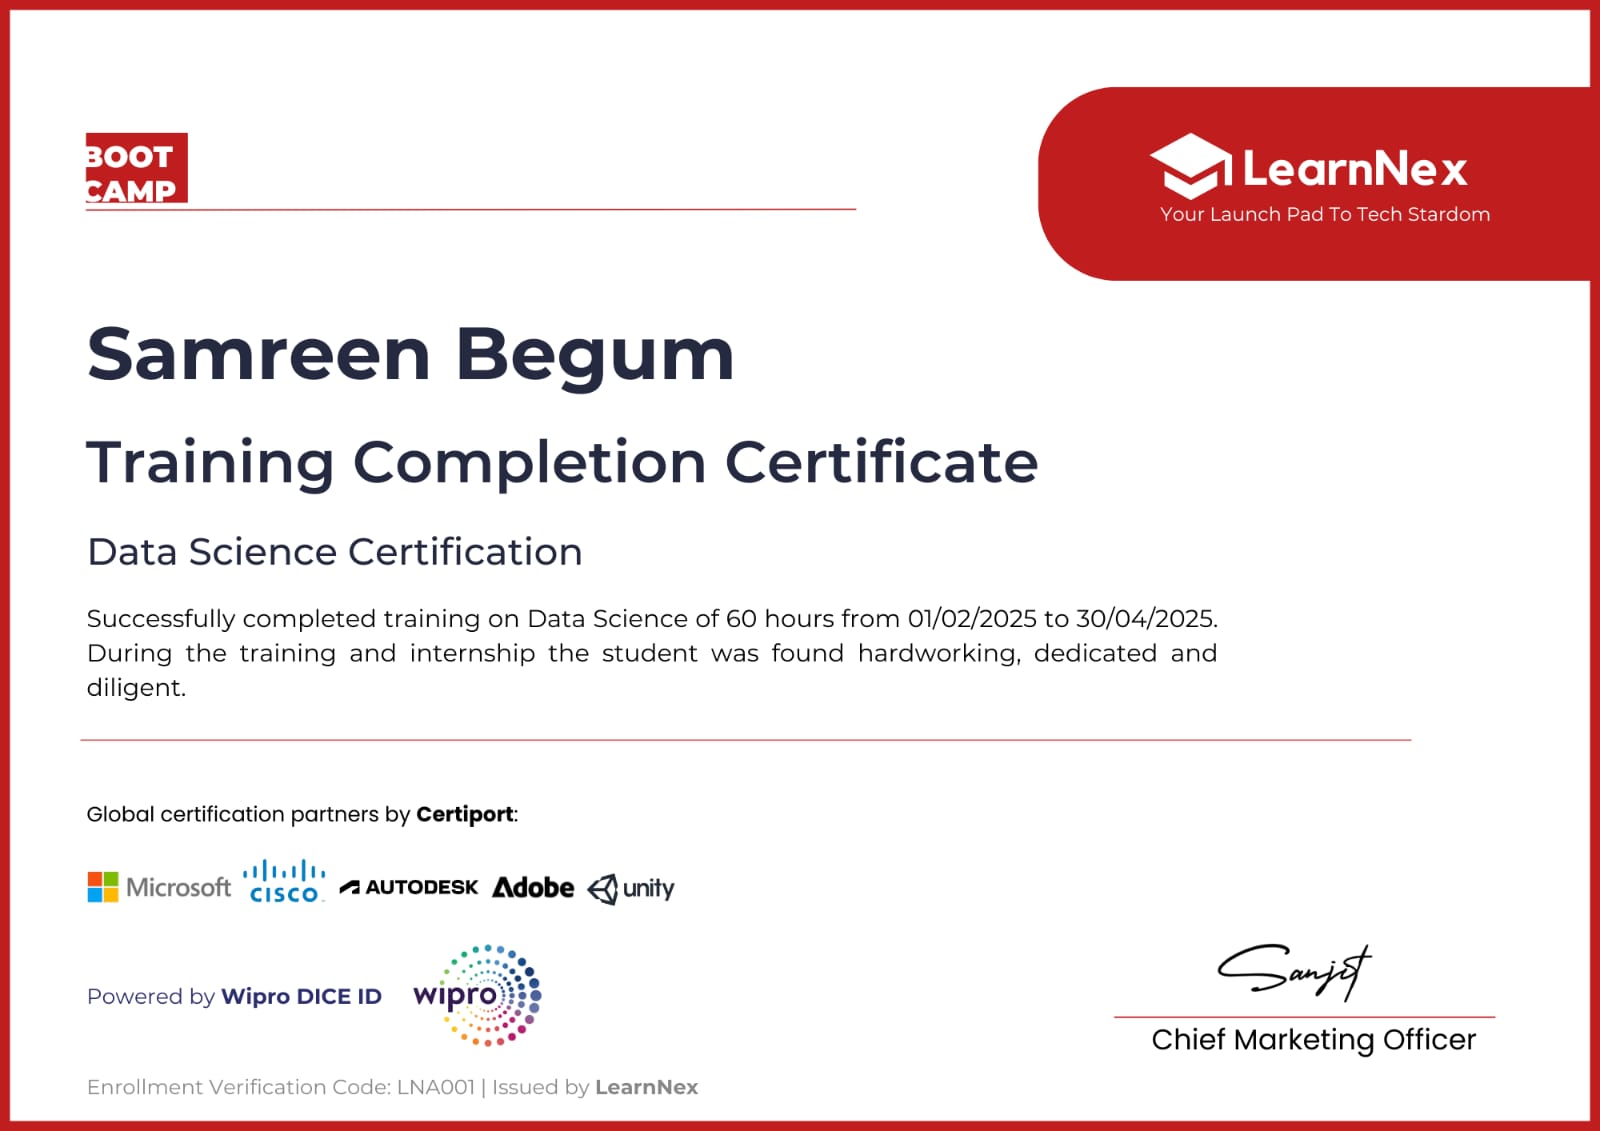 BOOT
CAMP
LearnNex
Your Launch Pad To Tech Stardom
Samreen Begum
Training Completion Certificate
Data Science Certification
Successfully completed training on Data Science of 60 hours from 01/02/2025 to 30/04/2025.
During the training and internship the student was found hardworking, dedicated and
diligent.
Global certification partners by Certiport:
Microsoft CISCO AUTODESK Adobe unity
Powered by Wipro DICE ID wipro
Sanjit
Chief Marketing Officer
Enrollment Verification Code: LNA001 | Issued by LearnNex